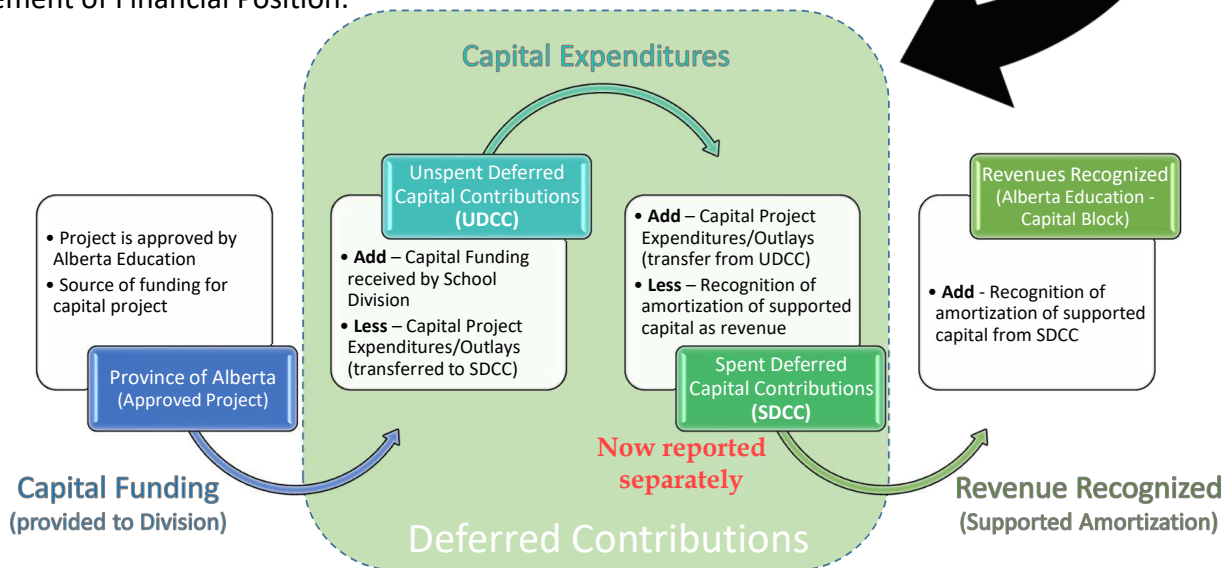 ement of Financial Position.
Capital Expenditures
• Project is approved by
Alberta Education
• Source of funding for
capital project
Province of Alberta
(Approved Project)
Capital Funding
(provided to Division)
Unspent Deferred
Capital Contributions
(UDCC)
• Add – Capital Funding
received by School
Division
• Less – Capital Project
Expenditures/Outlays
(transferred to SDCC)
• Add – Capital Project
Expenditures/Outlays
(transfer from UDCC)
• Less – Recognition of
amortization of supported
capital as revenue
Spent Deferred
Capital Contributions
(SDCC)
Now reported
separately
Deferred Contributions
Revenues Recognized
(Alberta Education -
Capital Block)
• Add - Recognition of
amortization of supported
capital from SDCC
Revenue Recognized
(Supported Amortization)